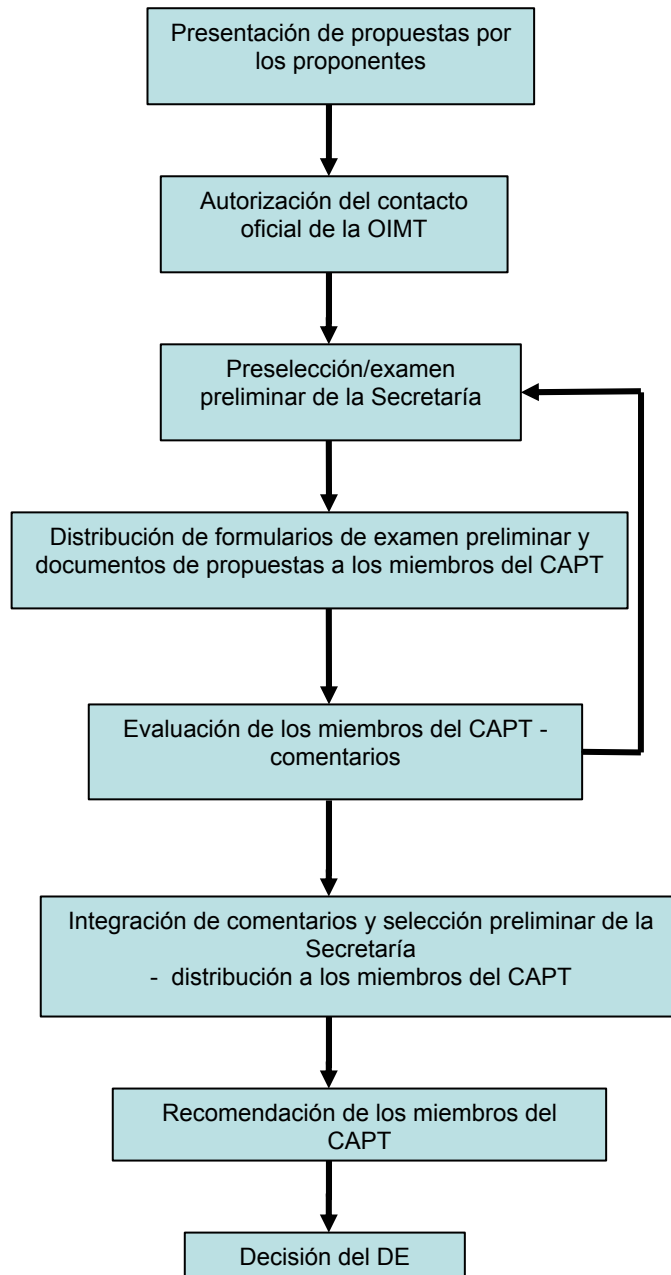 Presentación de propuestas por
los proponentes
Autorización del contacto
oficial de la OIMT
Preselección/examen
preliminar de la Secretaría
Distribución de formularios de examen preliminar y
documentos de propuestas a los miembros del CAPT
Evaluación de los miembros del CAPT -
comentarios
Integración de comentarios y selección preliminar de la
Secretaría
- distribución a los miembros del CAPT
Recomendación de los miembros del
CAPT
Decisión del DE